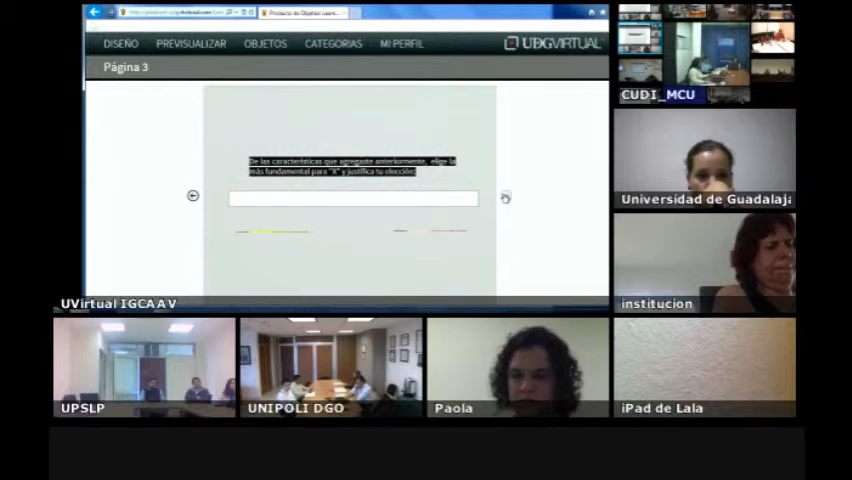 DISEÑO PREVISUALIZAR OBJETOS CATEGORIAS MI PERFIL UDGVIRTUAL
Página 3
De las características que agregaste anteriormente, elige la
más fundamental para "X" y justifica tu elección:
UVirtual IGCAAV
CUDI_MCU
Universidad de Guadalaja
institucion
UPSLP
UNIPOLI DGO
Paola
iPad de Lala